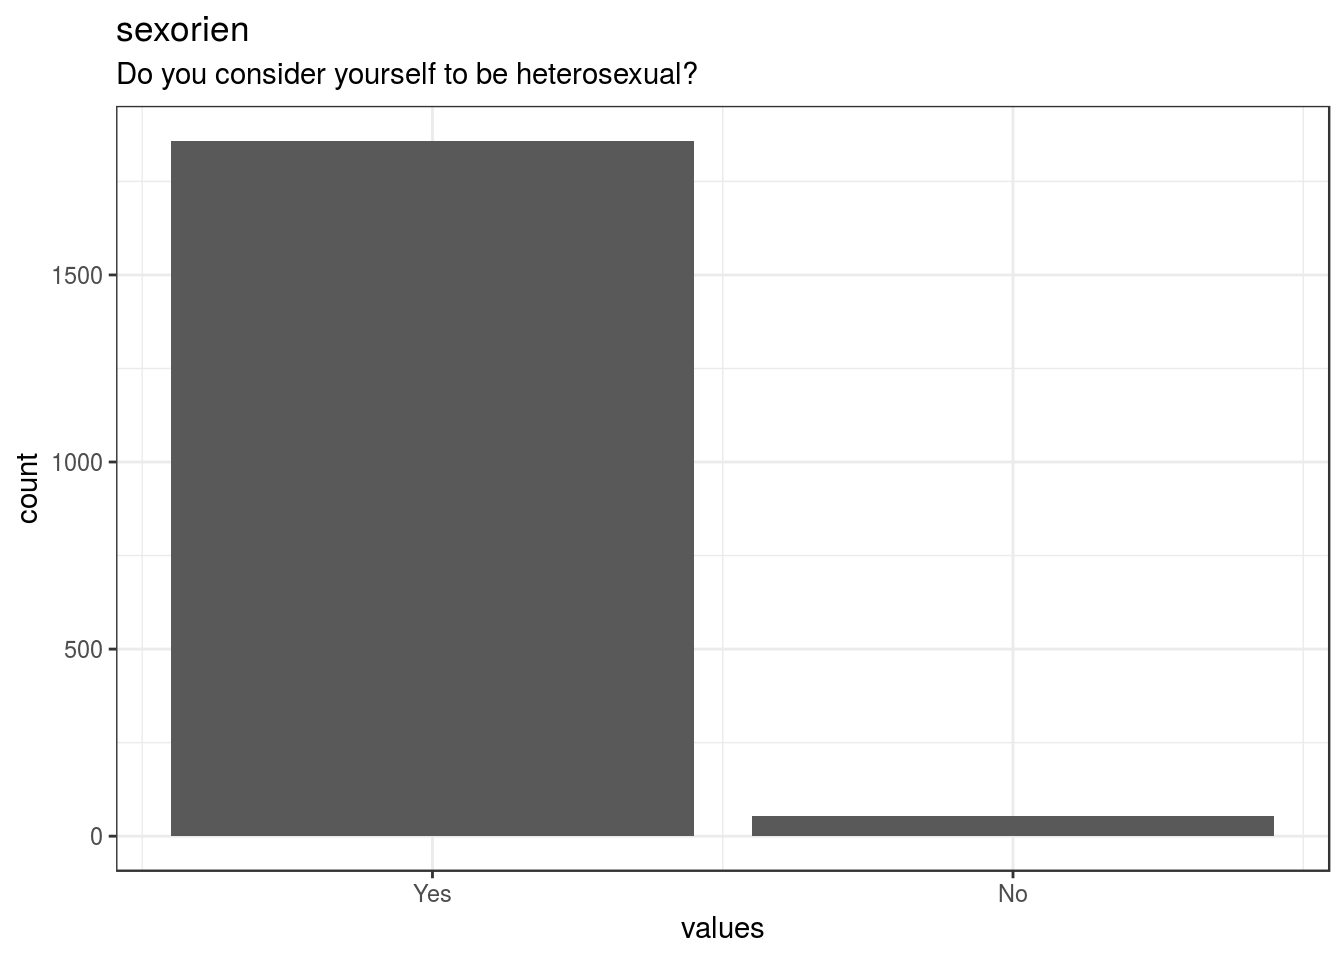 sexorien
Do you consider yourself to be heterosexual?
count
1500
1000
500
0
Yes No
values